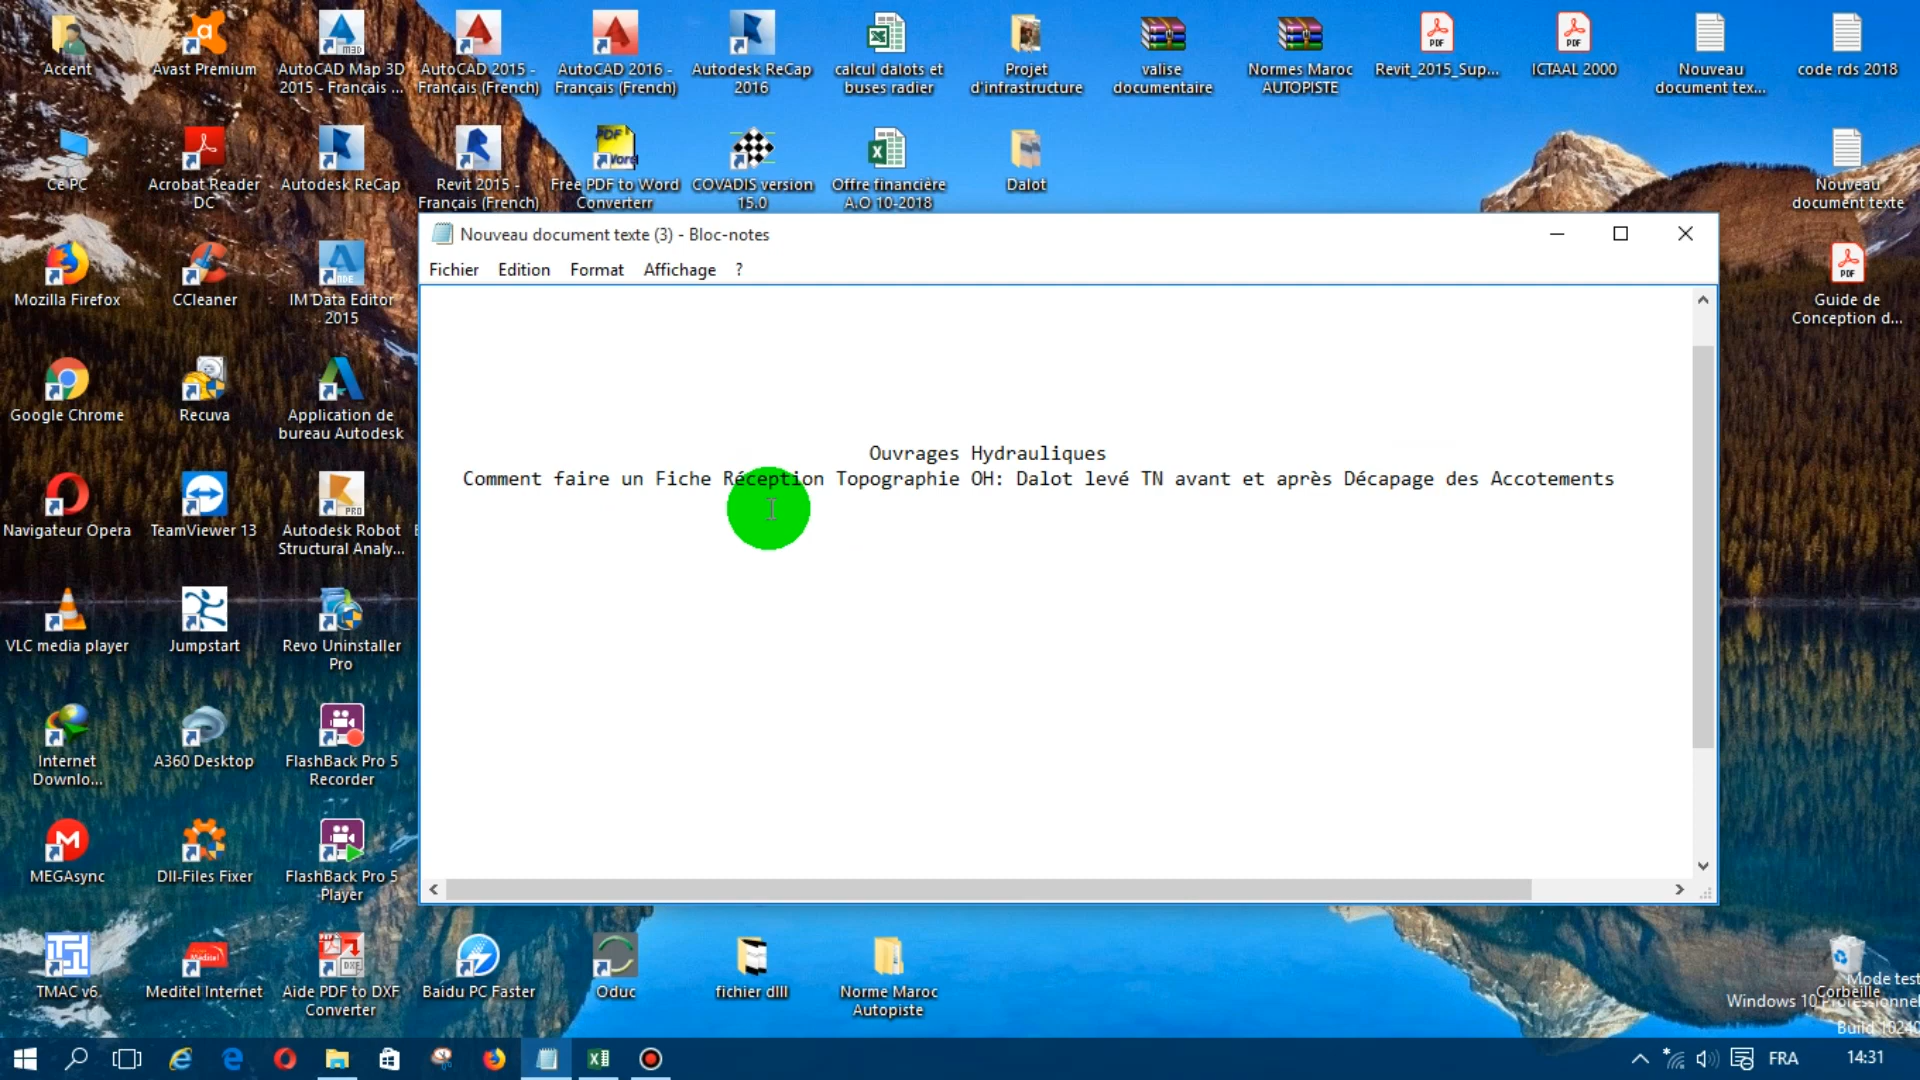 Accent
Avast Premium
AutoCAD Map 3D
2015 - Français ...
AutoCAD 2015 -
Français (French)
AutoCAD 2016 -
Français (French)
Autodesk ReCap
2016
calcul dalots et
buses radier
Projet
d'infrastructure
valise
documentaire
Normes Maroc
AUTOPISTE
Revit_2015_Sup...
ICTAAL 2000
Nouveau
document tex...
code rds 2018
Ce PC
Acrobat Reader
DC
Autodesk ReCap
Revit 2015 -
Français (French)
Free PDF to Word
Converterr
COVADIS version
15.0
Offre financière
A.O 10-2018
Dalot
Nouveau
document texte
Nouveau document texte (3) - Bloc-notes
Fichier Edition Format Affichage ?
Mozilla Firefox
CCleaner
IM Data Editor
2015
Guide de
Conception d...
Google Chrome
Recuva
Application de
bureau Autodesk
Ouvrages Hydrauliques
Comment faire un Fiche Réception Topographie OH: Dalot levé TN avant et après Décapage des Accotements
Navigateur Opera
TeamViewer 13
Autodesk Robot
Structural Analy...
VLC media player
Jumpstart
Revo Uninstaller
Pro
Internet
Downlo...
A360 Desktop
FlashBack Pro 5
Recorder
MEGAsync
Dll-Files Fixer
FlashBack Pro 5
Player
TMAC v6
Meditel Internet
Aide PDF to DXF
Converter
Baidu PC Faster
Oduc
fichier dlll
Norme Maroc
Autopiste
Corbeille
Mode test
Windows 10 Professionnel
Build 10240
FRA
14:31